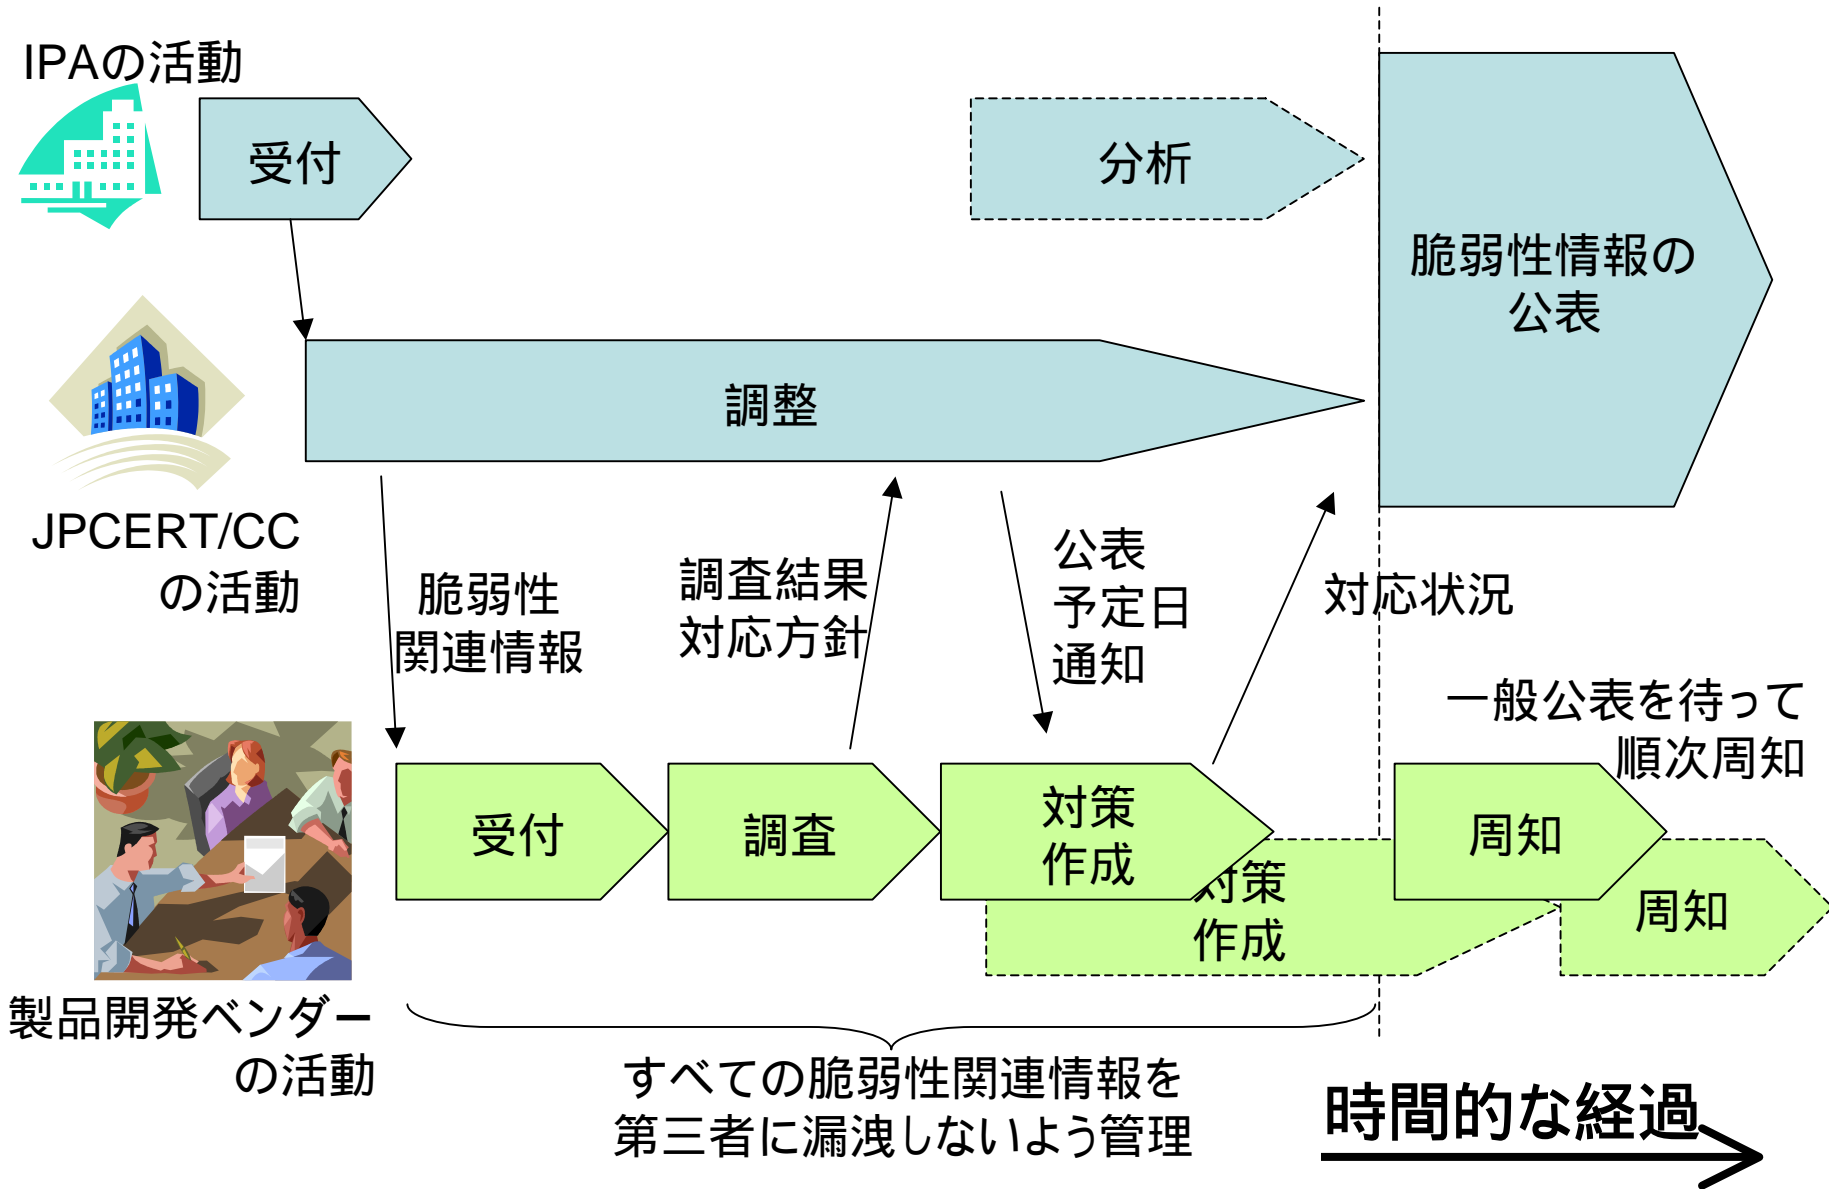 IPAの活動
受付
分析
脆弱性情報の
公表
調整
JPCERT/CC
の活動
脆弱性
関連情報
調査結果
対応方針
公表
予定日
通知
対応状況
一般公表を待って
順次周知
受付
調査
対策
作成
対策
作成
周知
周知
製品開発ベンダー
の活動
すべての脆弱性関連情報を
第三者に漏洩しないよう管理
時間的な経過